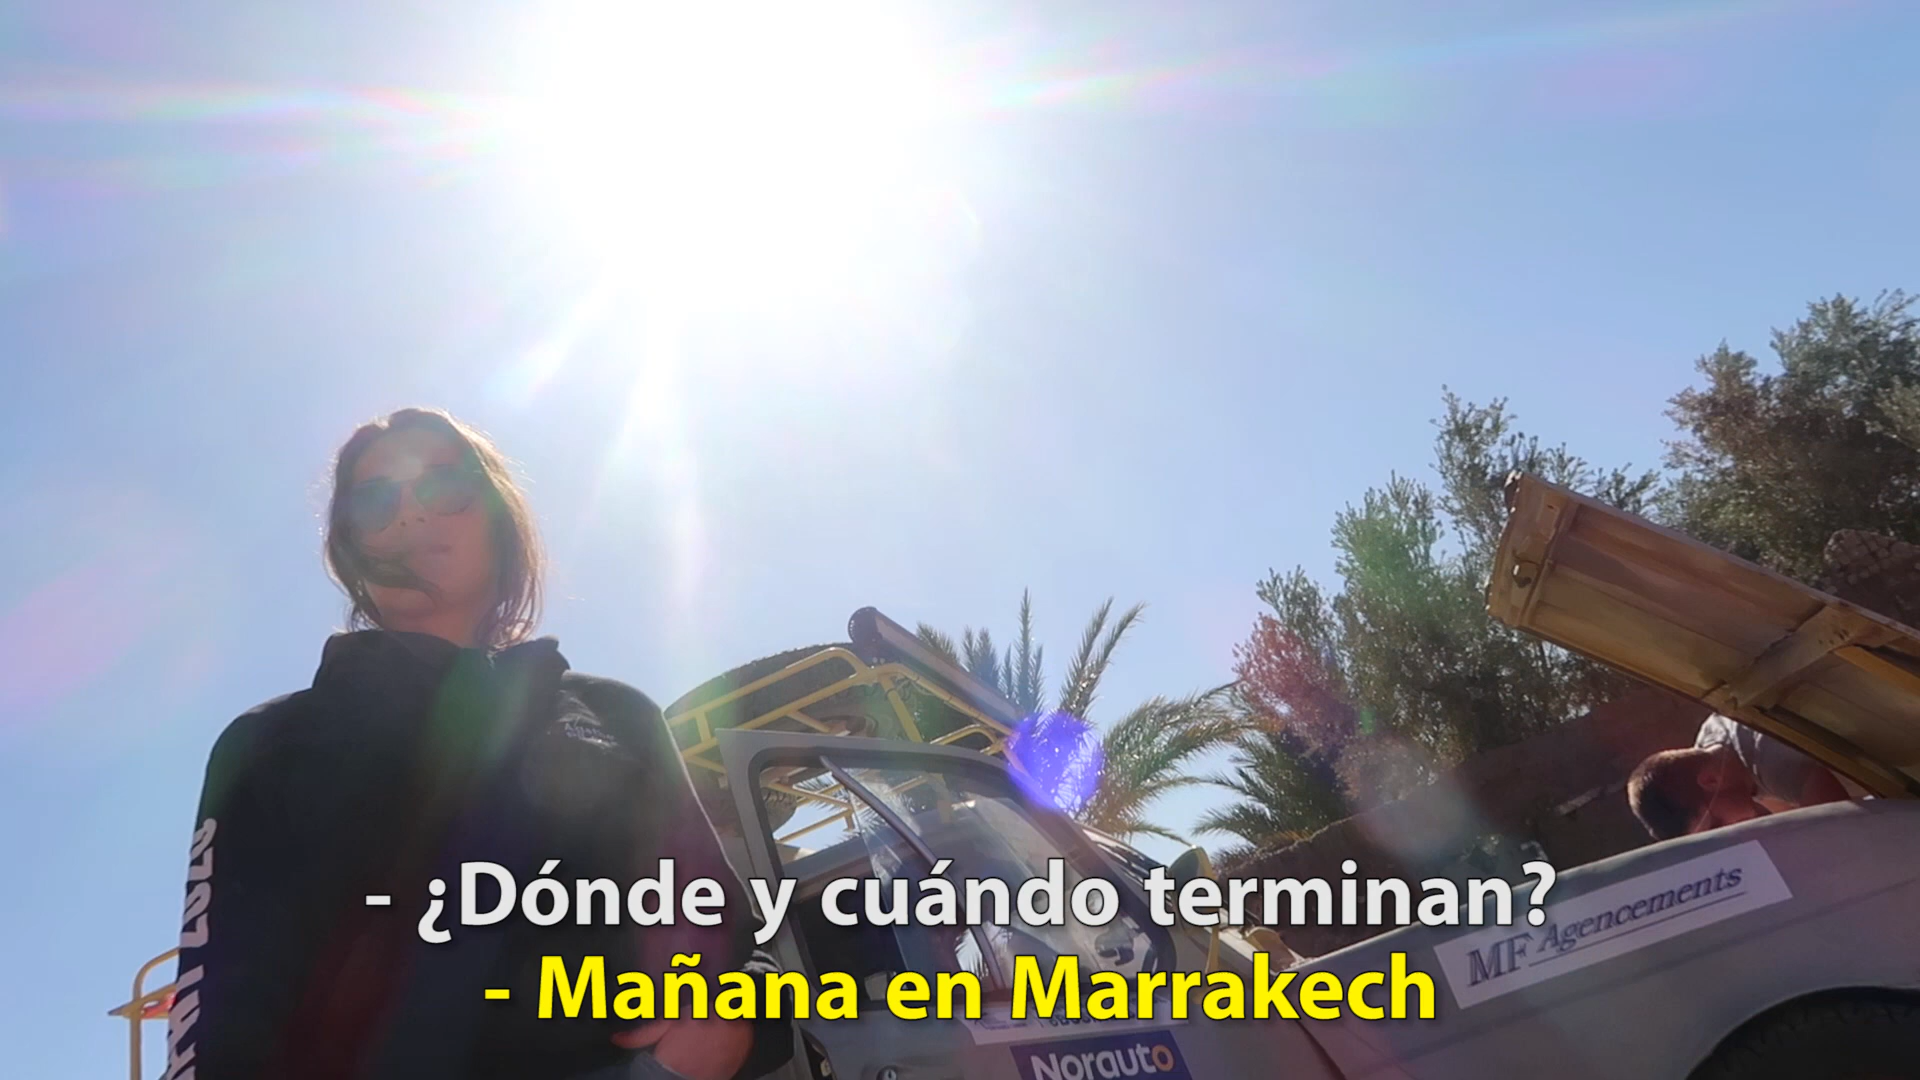 - ¿Dónde y cuándo terminan?
- Mañana en Marrakech
MF Agencements
Norauto